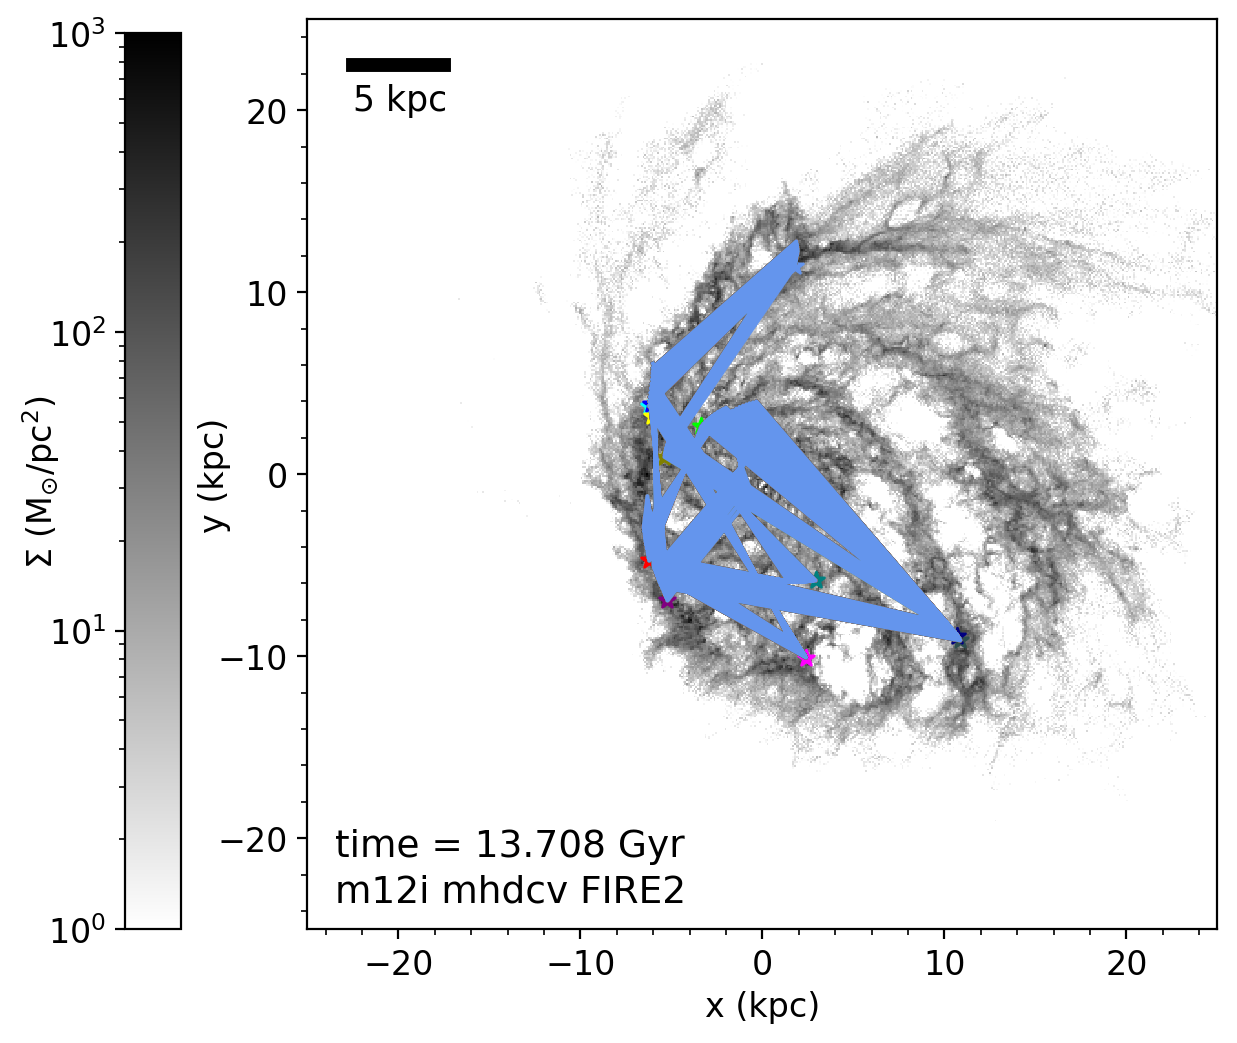 10³
10²
10¹
10⁰
Σ (M⊙/pc²)
y (kpc)
20
10
0
−10
−20
5 kpc
time = 13.708 Gyr
m12i mhdcv FIRE2
−20 −10 0 10 20
x (kpc)